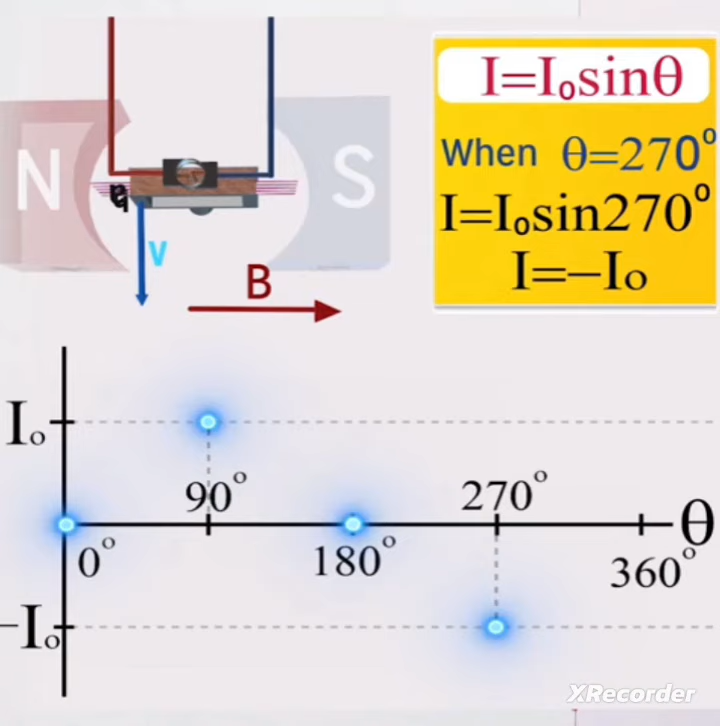 I=I₀sinθ
When θ=270°
I=I₀sin270°
I=−I₀
N
S
V
B
I₀
90°
270°
θ
0°
180°
360°
−I₀
XRecorder